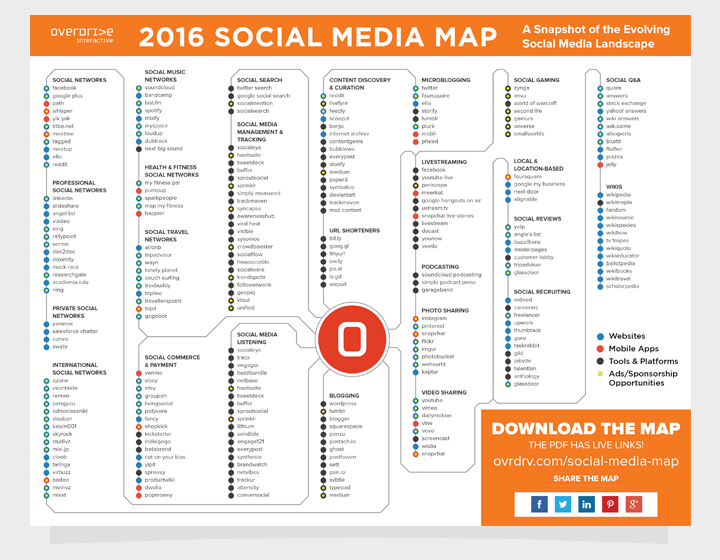 overdrive
interactive
2016 SOCIAL MEDIA MAP
A Snapshot of the Evolving
Social Media Landscape
SOCIAL NETWORKS
facebook
google plus
path
whisper
yik yak
tribe.net
meetme
tagged
meetup
ello
reddit
PROFESSIONAL
SOCIAL NETWORKS
linkedin
slideshare
angel list
viadeo
xing
rallypoint
sermo
doc2doc
doximity
muck rack
researchgate
academia.edu
ning
PRIVATE SOCIAL
NETWORKS
yammer
salesforce chatter
convo
swabr
INTERNATIONAL
SOCIAL NETWORKS
qzone
vkontakte
renren
pengyou
odnoklassniki
douban
kaixin001
skyrock
studivz
mixi.jp
cloob
taringa
virbuzz
badoo
meinvz
mixxt
SOCIAL MUSIC
NETWORKS
soundcloud
bandcamp
last.fm
spotify
mixify
myspace
loudup
dubtrack
next big sound
HEALTH & FITNESS
SOCIAL NETWORKS
my fitness pal
pumpup
sparkpeople
map my fitness
happier
SOCIAL TRAVEL
NETWORKS
airbnb
tripadvisor
wayn
lonely planet
couch surfing
travbuddy
tripline
travellerspoint
tripit
gogobot
SOCIAL COMMERCE
& PAYMENT
venmo
ebay
etsy
groupon
livingsocial
polyvore
fancy
shopkick
kickstarter
indiegogo
betabrand
cut on your bias
yipit
spreesy
productwiki
dwolla
popmoney
SOCIAL SEARCH
twitter search
google social search
socialmention
socialsearch
SOCIAL MEDIA
MANAGEMENT &
TRACKING
socialeye
hootsuite
tweetdeck
buffer
sproutsocial
sprinklr
simply measured
trackmaven
syncapse
awarenesshub
viral heat
visible
sysomos
crowdbooster
socialflow
howsociable
socialware
trendspottr
followerwonk
geopiq
klout
unified
SOCIAL MEDIA
LISTENING
socialeye
tracx
engagor
buzzbundle
netbase
hootsuite
tweetdeck
buffer
sproutsocial
sprinklr
lithium
sendible
engage121
everypost
synthesio
brandwatch
netvibes
trackur
alterian
conversocial
CONTENT DISCOVERY
& CURATION
reddit
livefyre
feedly
scoop.it
banjo
internet archive
contentgems
bubblews
everypost
storify
medium
paper.li
symbaloo
deviantart
trackmaven
moz content
URL SHORTENERS
bit.ly
goog.gl
tinyurl
ow.ly
po.st
is.gd
snipurl
BLOGGING
wordpress
tumblr
blogger
squarespace
penzu
postach.io
ghost
posthaven
sett
pen.io
svbtle
typepad
medium
MICROBLOGGING
twitter
foursquare
ello
storify
tumblr
plurk
mobli
pheed
LIVESTREAMING
facebook
youtube live
periscope
meerkat
google hangouts on air
ustream.tv
snapchat live stories
livestream
dacast
younow
veetle
PODCASTING
soundcloud podcasting
simple podcast press
garageband
PHOTO SHARING
instagram
pinterest
snapchat
flickr
imgur
photobucket
weheartit
kaptur
VIDEO SHARING
youtube
vimeo
dailymotion
vine
vevo
screencast
wistia
snapchat
SOCIAL GAMING
zynga
imvu
world of warcraft
second life
gamurs
onverse
smallworlds
LOCAL &
LOCATION-BASED
foursquare
google my business
next door
alignable
SOCIAL REVIEWS
yelp
angie's list
buzzillions
insiderpages
customer lobby
tripadvisor
glassdoor
SOCIAL RECRUITING
indeed
careerarc
freelancer
upwork
thumbtack
guru
taskrabbit
gild
jobvite
talentbin
anthology
glassdoor
SOCIAL Q&A
quora
answers
stack exchange
yahoo! answers
wiki answers
ask.com
allexperts
blurtit
fluther
piazza
jelly
WIKIS
wikipedia
wikimapia
fandom
wikisource
wikispecies
wikihow
tv tropes
wikiquote
wikieducator
ballotpedia
wikibooks
wikitravel
scholarpedia
Websites
Mobile Apps
Tools & Platforms
Ads/Sponsorship
Opportunities
DOWNLOAD THE MAP
THE PDF HAS LIVE LINKS!
ovrdrv.com/social-media-map
SHARE THE MAP